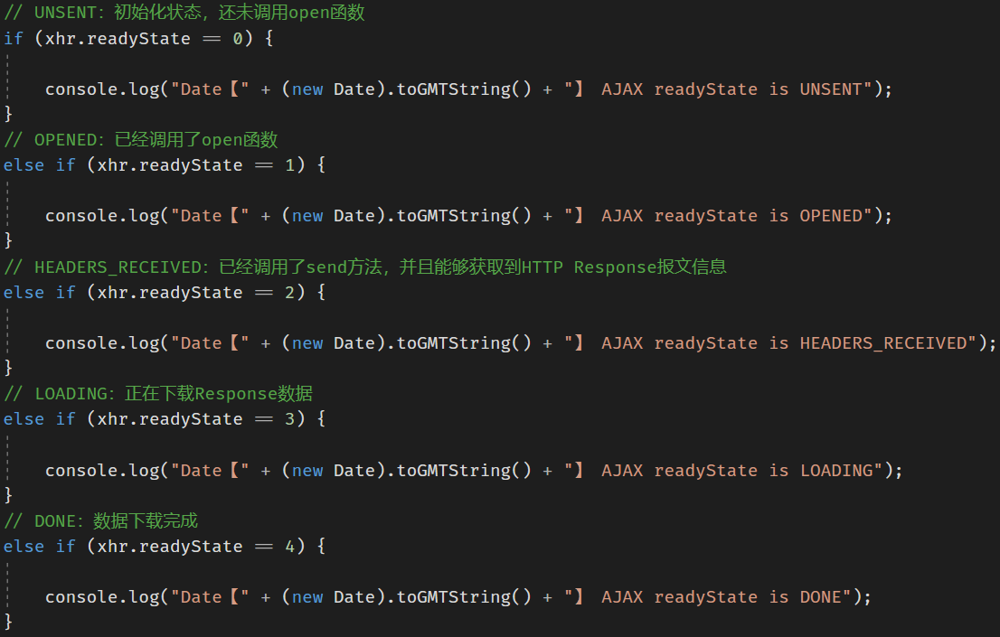 // UNSENT：初始化状态，还未调用open函数
if (xhr.readyState == 0) {
console.log("Date【" + (new Date).toGMTString() + "】 AJAX readyState is UNSENT");
}
// OPENED：已经调用了open函数
else if (xhr.readyState == 1) {
console.log("Date【" + (new Date).toGMTString() + "】 AJAX readyState is OPENED");
}
// HEADERS_RECEIVED：已经调用了send方法，并且能够获取到HTTP Response报文信息
else if (xhr.readyState == 2) {
console.log("Date【" + (new Date).toGMTString() + "】 AJAX readyState is HEADERS_RECEIVED");
}
// LOADING：正在下载Response数据
else if (xhr.readyState == 3) {
console.log("Date【" + (new Date).toGMTString() + "】 AJAX readyState is LOADING");
}
// DONE：数据下载完成
else if (xhr.readyState == 4) {
console.log("Date【" + (new Date).toGMTString() + "】 AJAX readyState is DONE");
}